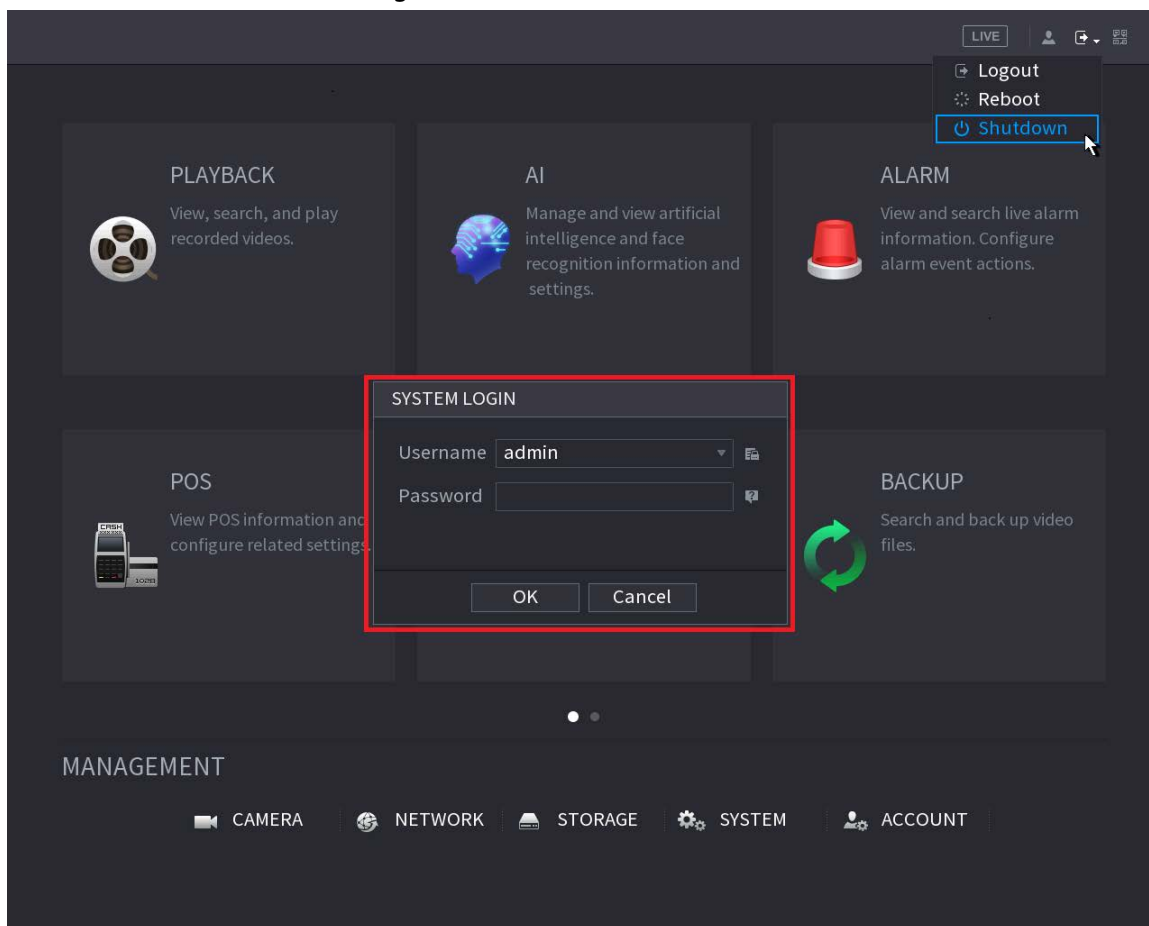 LIVE
Logout
Reboot
Shutdown
PLAYBACK
View, search, and play
recorded videos.
AI
Manage and view artificial
intelligence and face
recognition information and
settings.
ALARM
View and search live alarm
information. Configure
alarm event actions.
SYSTEM LOGIN
Username admin
Password
OK Cancel
POS
View POS information and
configure related settings.
CASH
BACKUP
Search and back up video
files.
MANAGEMENT
CAMERA NETWORK STORAGE SYSTEM ACCOUNT